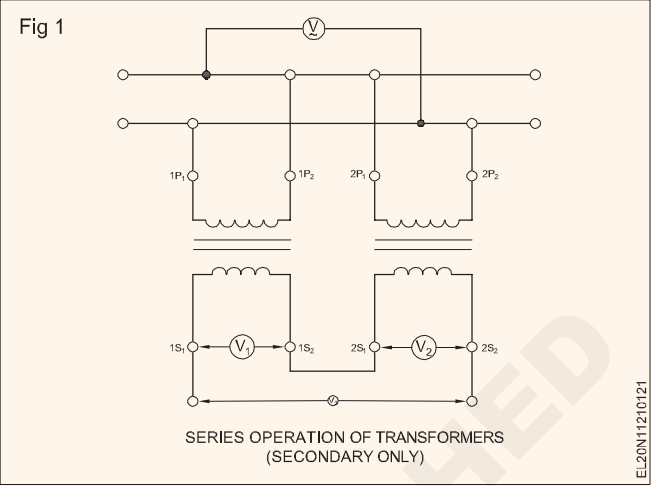 Fig 1
V
1P1 1P2 2P1 2P2
1S1 V1 1S2 2S1 V2 2S2
SERIES OPERATION OF TRANSFORMERS
(SECONDARY ONLY)
EL20N11210121
HED